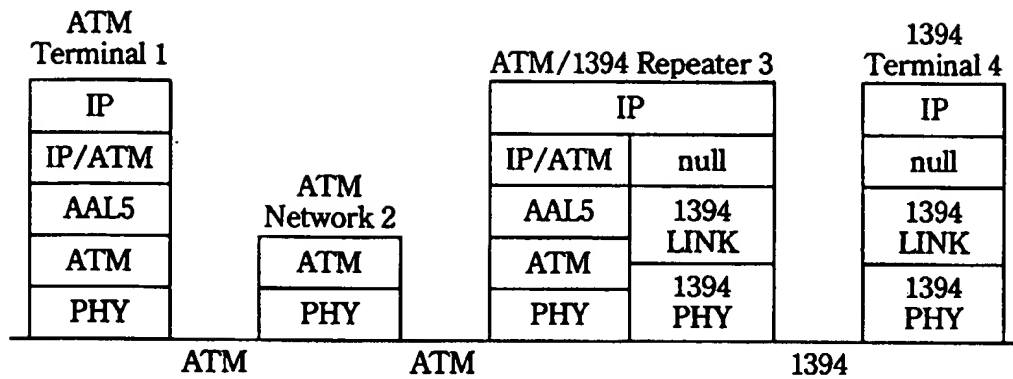 ATM
Terminal 1
IP
IP/ATM
AAL5
ATM
PHY
ATM
Network 2
ATM
PHY
ATM/1394 Repeater 3
IP
IP/ATM
AAL5
ATM
PHY
null
1394
LINK
1394
PHY
1394
Terminal 4
IP
null
1394
LINK
1394
PHY
ATM
ATM
1394